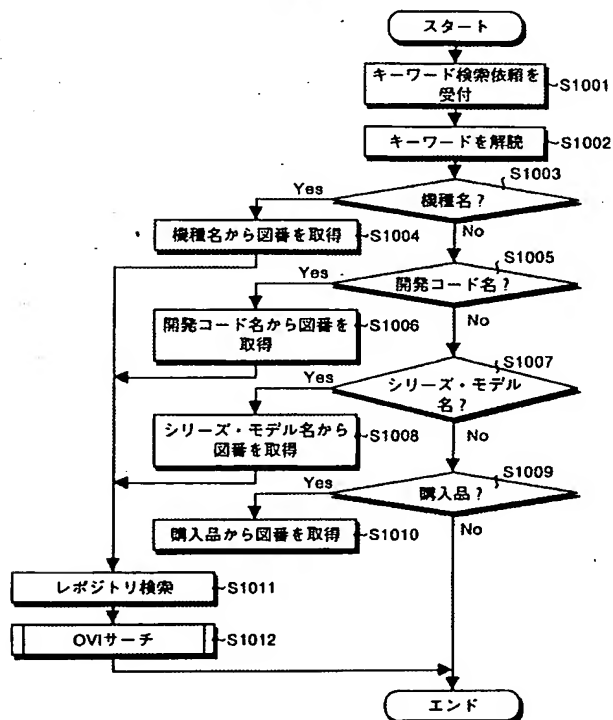 スタート
キーワード検索依頼を
受付
S1001
キーワードを解読
S1002
S1003
機種名？
Yes
No
機種名から図番を取得
S1004
S1005
開発コード名？
Yes
No
開発コード名から図番を
取得
S1006
S1007
シリーズ・モデル
名？
Yes
No
シリーズ・モデル名から
図番を取得
S1008
S1009
購入品？
Yes
No
購入品から図番を取得
S1010
レポジトリ検索
S1011
OVIサーチ
S1012
エンド